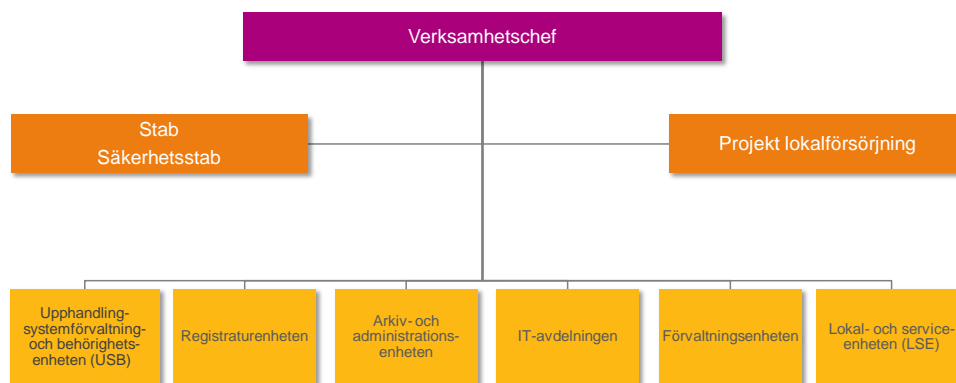 Verksamhetschef
Stab
Säkerhetsstab
Projekt lokalförsörjning
Upphandling-
systemförvaltning-
och behörighets-
enheten (USB)
Registraturenheten
Arkiv- och
administrations-
enheten
IT-avdelningen
Förvaltningsenheten
Lokal- och service-
enheten (LSE)